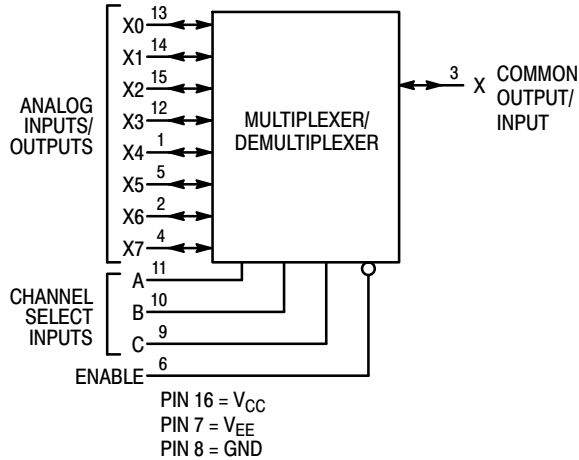 X0 13
X1 14
X2 15
X3 12
X4 1
X5 5
X6 2
X7 4
ANALOG
INPUTS/
OUTPUTS
MULTIPLEXER/
DEMULTIPLEXER
3 X COMMON
OUTPUT/
INPUT
A 11
B 10
C 9
CHANNEL
SELECT
INPUTS
ENABLE 6
PIN 16 = VCC
PIN 7 = VEE
PIN 8 = GND